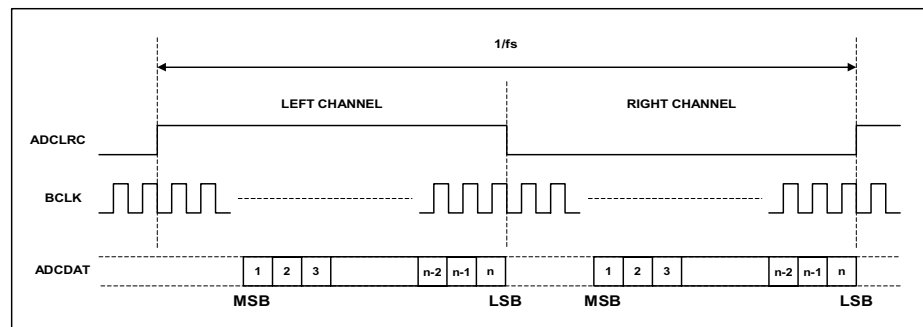 1/fs
LEFT CHANNEL RIGHT CHANNEL
ADCLRC
BCLK
ADCDAT 1 2 3 n-2 n-1 n 1 2 3 n-2 n-1 n
MSB LSB MSB LSB